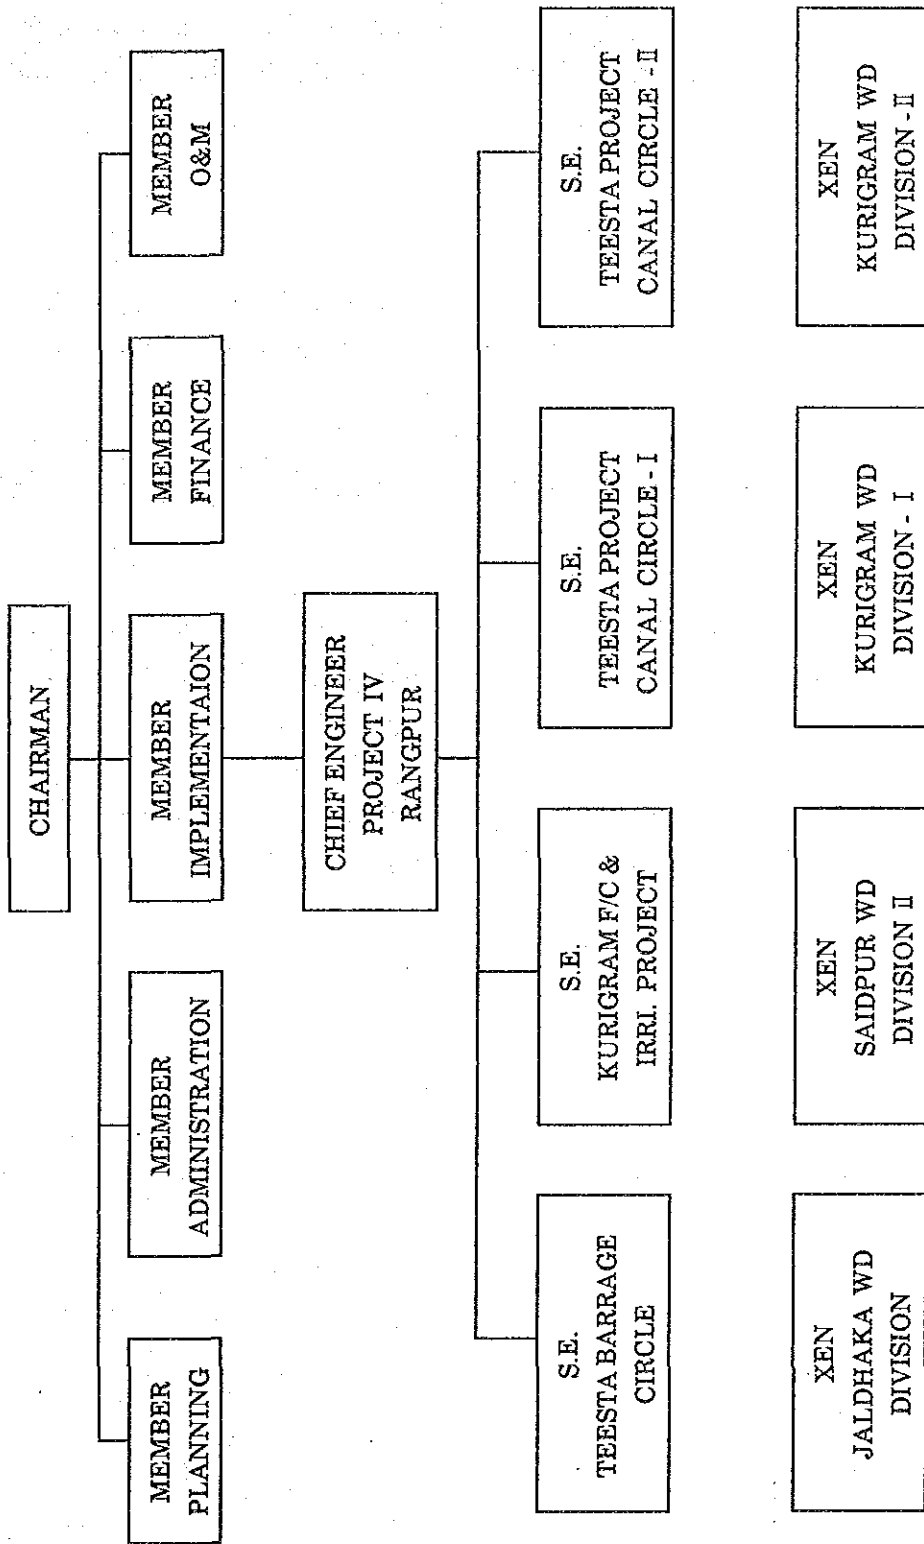 CHAIRMAN
MEMBER
PLANNING
MEMBER
ADMINISTRATION
MEMBER
IMPLEMENTAION
MEMBER
FINANCE
MEMBER
O&M
CHIEF ENGINEER
PROJECT IV
RANGPUR
S.E.
TEESTA BARRAGE
CIRCLE
S.E.
KURIGRAM F/C &
IRRI. PROJECT
S.E.
TEESTA PROJECT
CANAL CIRCLE - I
S.E.
TEESTA PROJECT
CANAL CIRCLE - II
XEN
JALDHAKA WD
DIVISION
XEN
SAIDPUR WD
DIVISION II
XEN
KURIGRAM WD
DIVISION - I
XEN
KURIGRAM WD
DIVISION - II